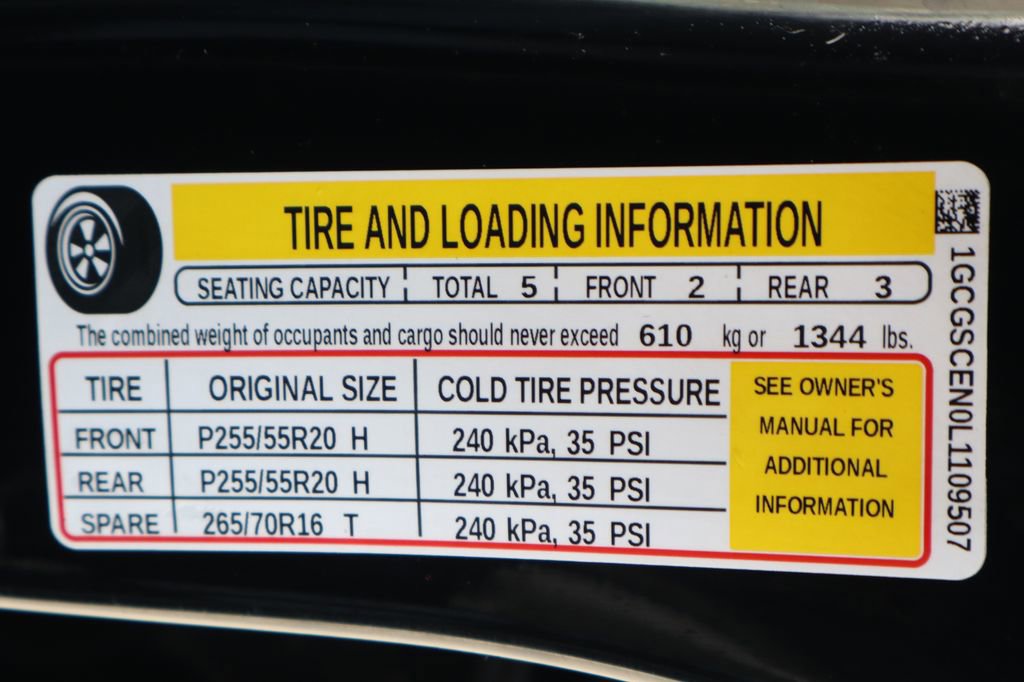 TIRE AND LOADING INFORMATION
SEATING CAPACITY TOTAL 5 FRONT 2 REAR 3
The combined weight of occupants and cargo should never exceed 610 kg or 1344 lbs.
TIRE ORIGINAL SIZE COLD TIRE PRESSURE
FRONT P255/55R20 H 240 kPa, 35 PSI
REAR P255/55R20 H 240 kPa, 35 PSI
SPARE 265/70R16 T 240 kPa, 35 PSI
SEE OWNER'S
MANUAL FOR
ADDITIONAL
INFORMATION
1GCGSCEN0L1109507